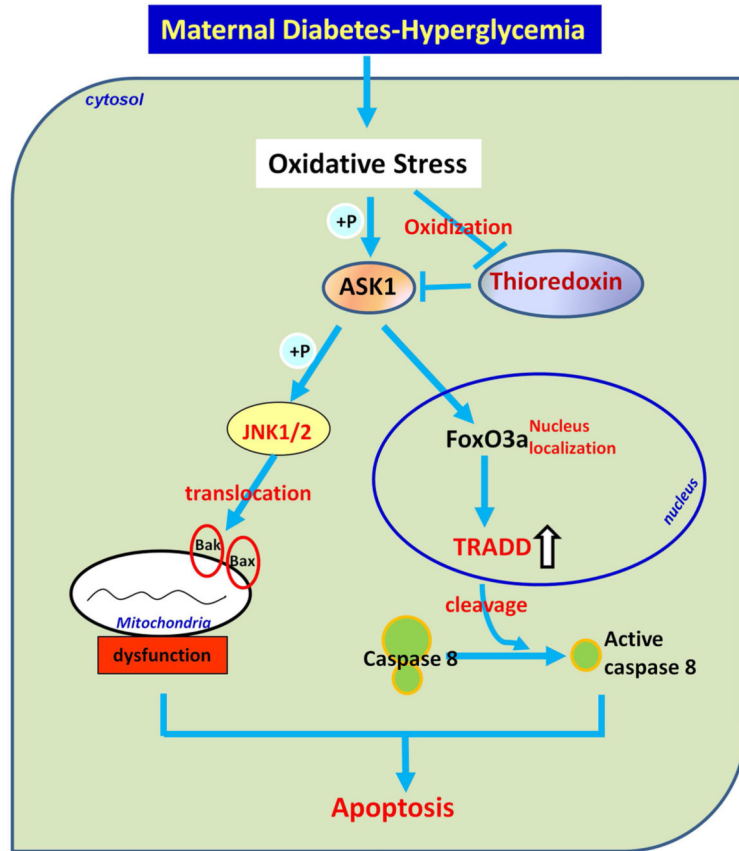 Maternal Diabetes-Hyperglycemia
cytosol
Oxidative Stress
+P
Oxidization
ASK1
Thioredoxin
+P
JNK1/2
FoxO3a
Nucleus
localization
translocation
nucleus
Bak
Bax
TRADD
Mitochondria
cleavage
dysfunction
Caspase 8
Active
caspase 8
Apoptosis